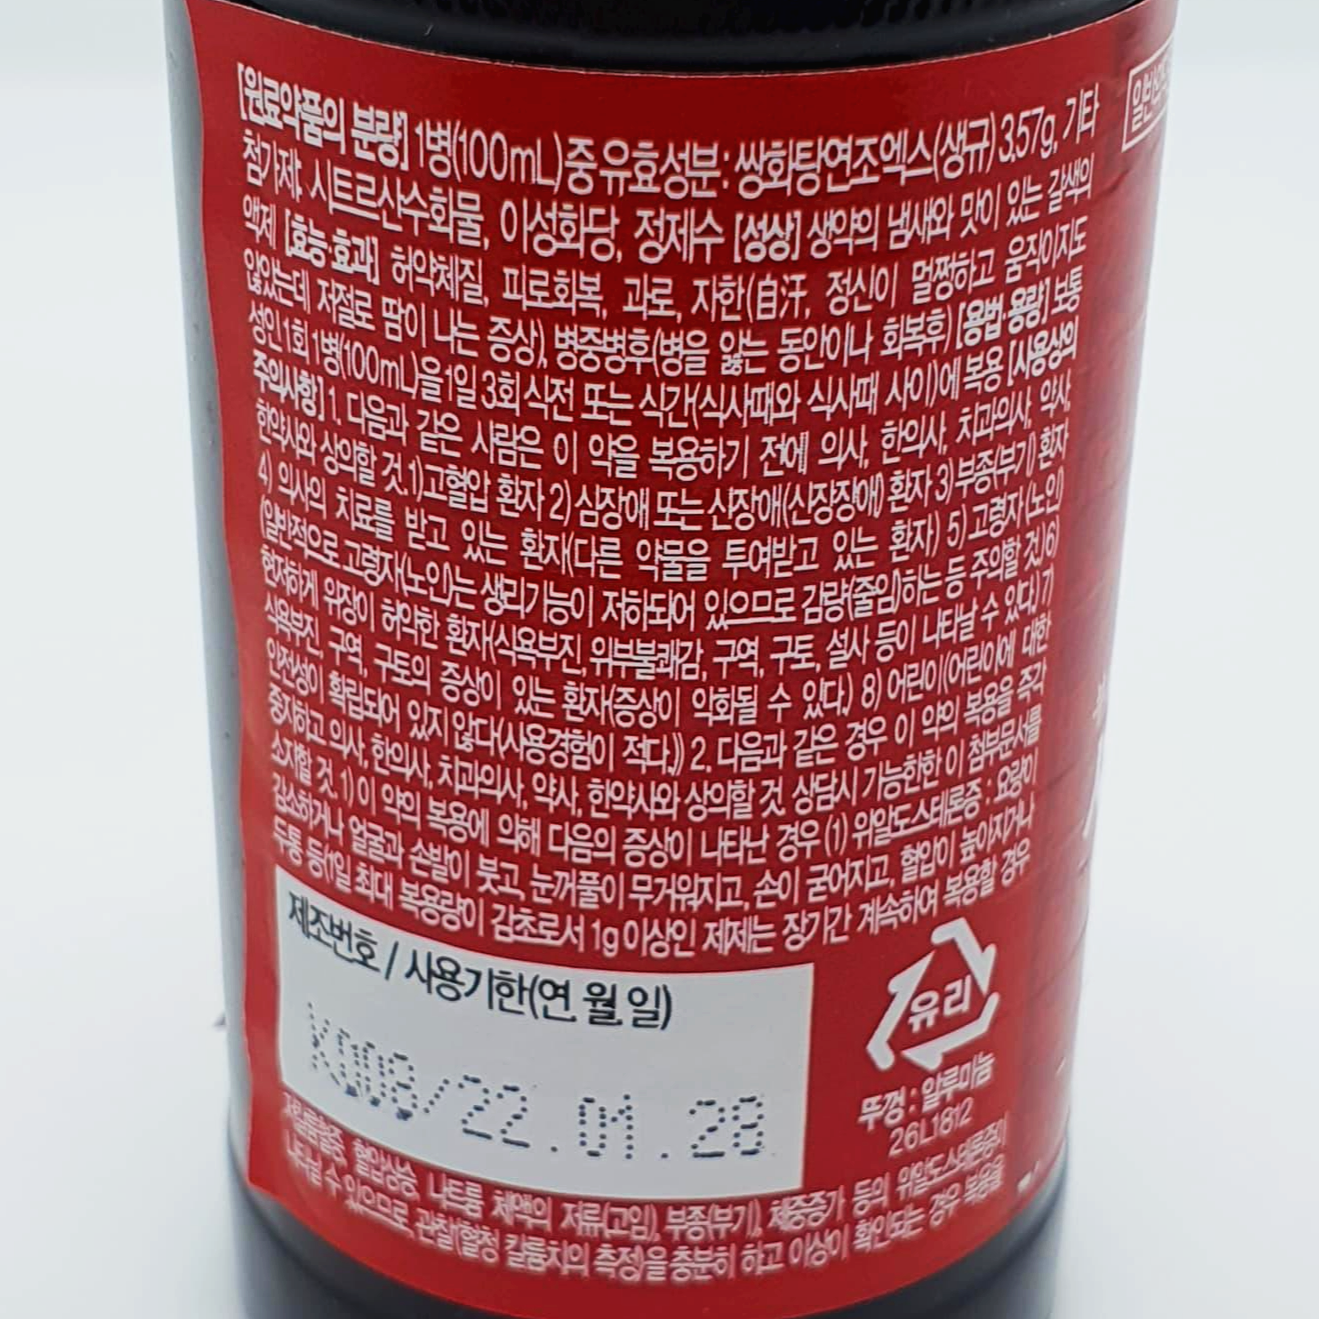 [원료약품의 분량] 1병(100mL)중 유효성분 : 쌍화탕연조엑스(생규) 3.57g, 기타
첨가제, 시트르산수화물, 이성화당, 정제수 [성상] 생약의 냄새와 맛이 있는 갈색의
액제 [효능·효과] 허약체질, 피로회복, 과로, 자한(自汗, 정신이 멀쩡하고 움직이지도
않았는데 저절로 땀이 나는 증상), 병중병후(병을 앓는 동안이나 회복후) [용법·용량] 보통
성인 1회 1병(100mL)을 1일 3회 식전 또는 식간(식사때와 식사때 사이)에 복용 [사용상의
주의사항] 1. 다음과 같은 사람은 이 약을 복용하기 전에 의사, 한의사, 치과의사, 약사,
한약사와 상의할 것.1)고혈압 환자 2) 심장애 또는 신장애(신장장애) 환자 3)부종(부기) 환자
4) 의사의 치료를 받고 있는 환자(다른 약물을 투여받고 있는 환자) 5) 고령자(노인)
(일반적으로 고령자(노인)는 생리기능이 저하되어 있으므로 감량(줄임)하는 등 주의할 것)6)
현저하게 위장이 허약한 환자(식욕부진, 위부불쾌감, 구역, 구토, 설사 등이 나타날 수 있다.) 7)
식욕부진, 구역, 구토의 증상이 있는 환자(증상이 악화될 수 있다.) 8) 어린이(어린이에 대한
안전성이 확립되어 있지 않다(사용경험이 적다.)) 2. 다음과 같은 경우 이 약의 복용을 즉각
중지하고 의사, 한의사, 치과의사, 약사, 한약사와 상의할 것. 상담시 가능한한 이 첨부문서를
소지할 것. 1) 이 약의 복용에 의해 다음의 증상이 나타난 경우 (1) 위알도스테론증 : 요량이
감소하거나 얼굴과 손발이 붓고, 눈꺼풀이 무거워지고, 손이 굳어지고, 혈압이 높아지거나
두통 등(1일 최대 복용량이 감초로서 1g 이상인 제제는 장기간 계속하여 복용할 경우
제조번호 / 사용기한(연.월.일)
K008/22.01.28
유리
뚜껑 : 알루미늄
26L1812
저칼륨혈증, 혈압상승, 나트륨 체액의 저류(고임), 부종(부기), 체중증가 등의 위알도스테론증이
나타날 수 있으므로, 관찰(혈청 칼륨치의 측정)을 충분히 하고 이상이 확인되는 경우 복용을